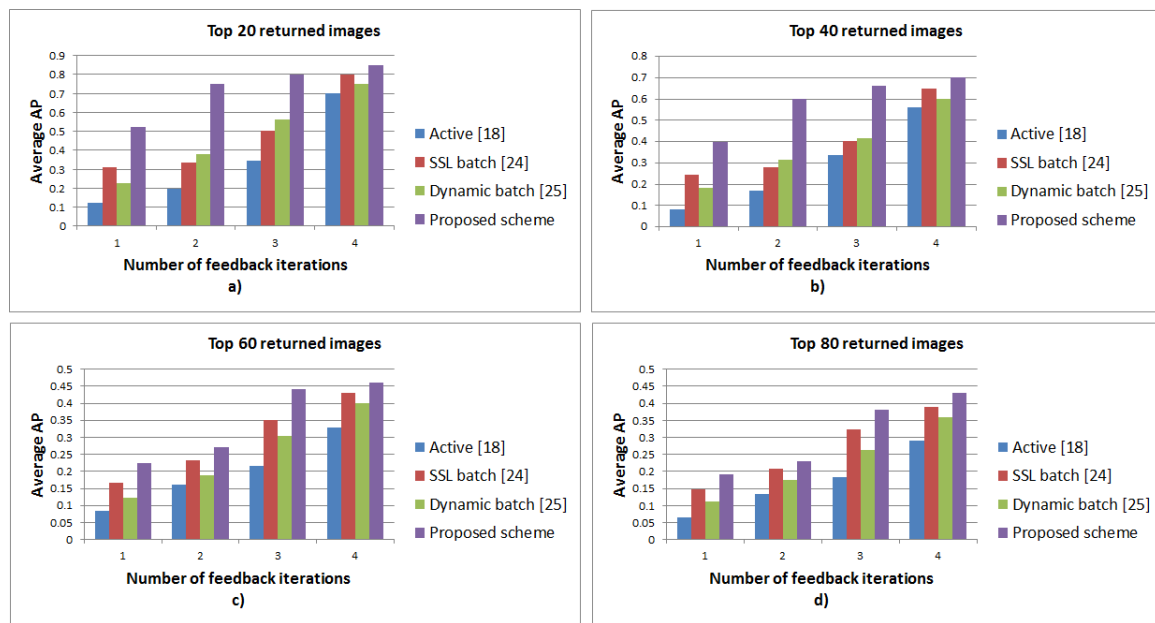 Top 20 returned images
Average AP
0.9
0.8
0.7
0.6
0.5
0.4
0.3
0.2
0.1
0
1 2 3 4
Number of feedback iterations
a)
Active [18]
SSL batch [24]
Dynamic batch [25]
Proposed scheme
Top 40 returned images
Average AP
0.8
0.7
0.6
0.5
0.4
0.3
0.2
0.1
0
1 2 3 4
Number of feedback iterations
b)
Active [18]
SSL batch [24]
Dynamic batch [25]
Proposed scheme
Top 60 returned images
Average AP
0.5
0.45
0.4
0.35
0.3
0.25
0.2
0.15
0.1
0.05
0
1 2 3 4
Number of feedback iterations
c)
Active [18]
SSL batch [24]
Dynamic batch [25]
Proposed scheme
Top 80 returned images
Average AP
0.5
0.45
0.4
0.35
0.3
0.25
0.2
0.15
0.1
0.05
0
1 2 3 4
Number of feedback iterations
d)
Active [18]
SSL batch [24]
Dynamic batch [25]
Proposed scheme